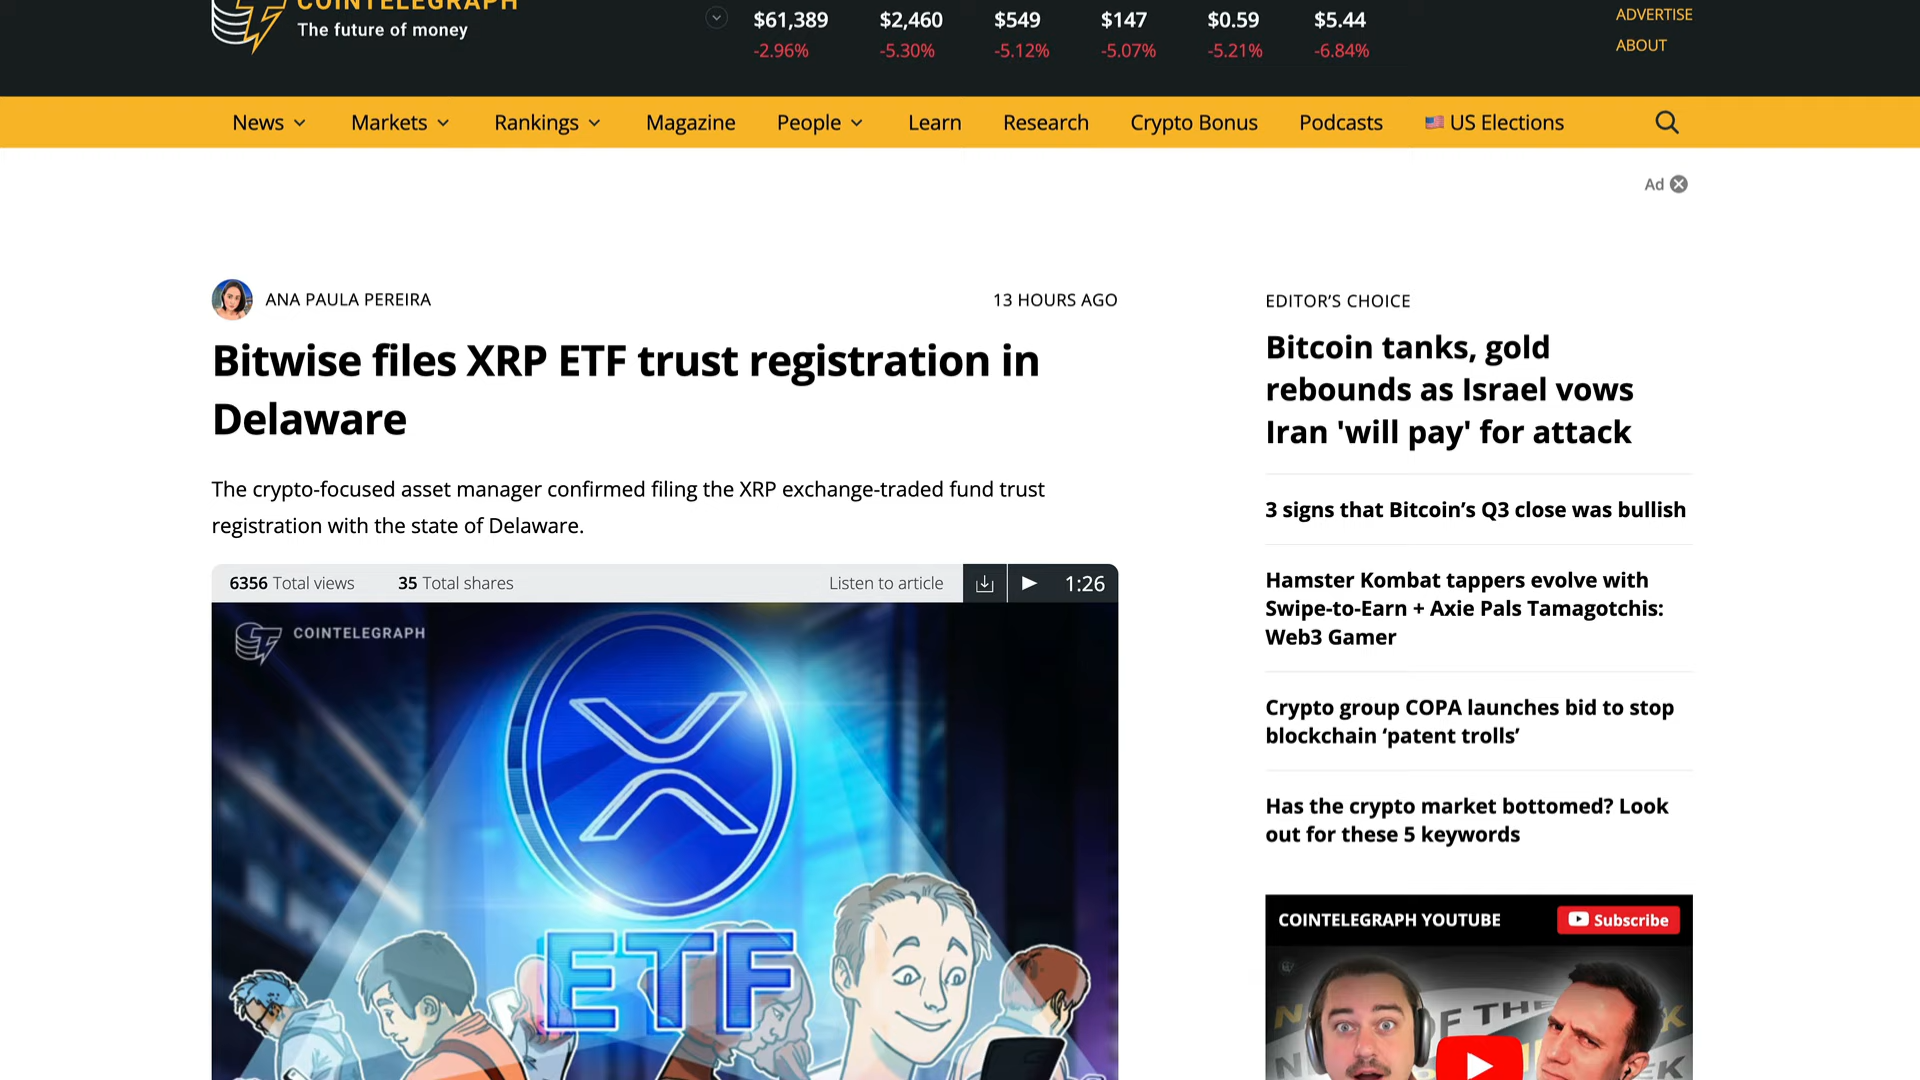 COINTELEGRAPH
The future of money
$61,389 $2,460 $549 $147 $0.59 $5.44
-2.96% -5.30% -5.12% -5.07% -5.21% -6.84%
ADVERTISE
ABOUT
News Markets Rankings Magazine People Learn Research Crypto Bonus Podcasts US Elections
Ad
ANA PAULA PEREIRA
13 HOURS AGO
Bitwise files XRP ETF trust registration in
Delaware
The crypto-focused asset manager confirmed filing the XRP exchange-traded fund trust
registration with the state of Delaware.
6356 Total views 35 Total shares Listen to article 1:26
COINTELEGRAPH
ETF
EDITOR’S CHOICE
Bitcoin tanks, gold
rebounds as Israel vows
Iran 'will pay' for attack
3 signs that Bitcoin’s Q3 close was bullish
Hamster Kombat tappers evolve with
Swipe-to-Earn + Axie Pals Tamagotchis:
Web3 Gamer
Crypto group COPA launches bid to stop
blockchain ‘patent trolls’
Has the crypto market bottomed? Look
out for these 5 keywords
COINTELEGRAPH YOUTUBE
Subscribe
OF THE